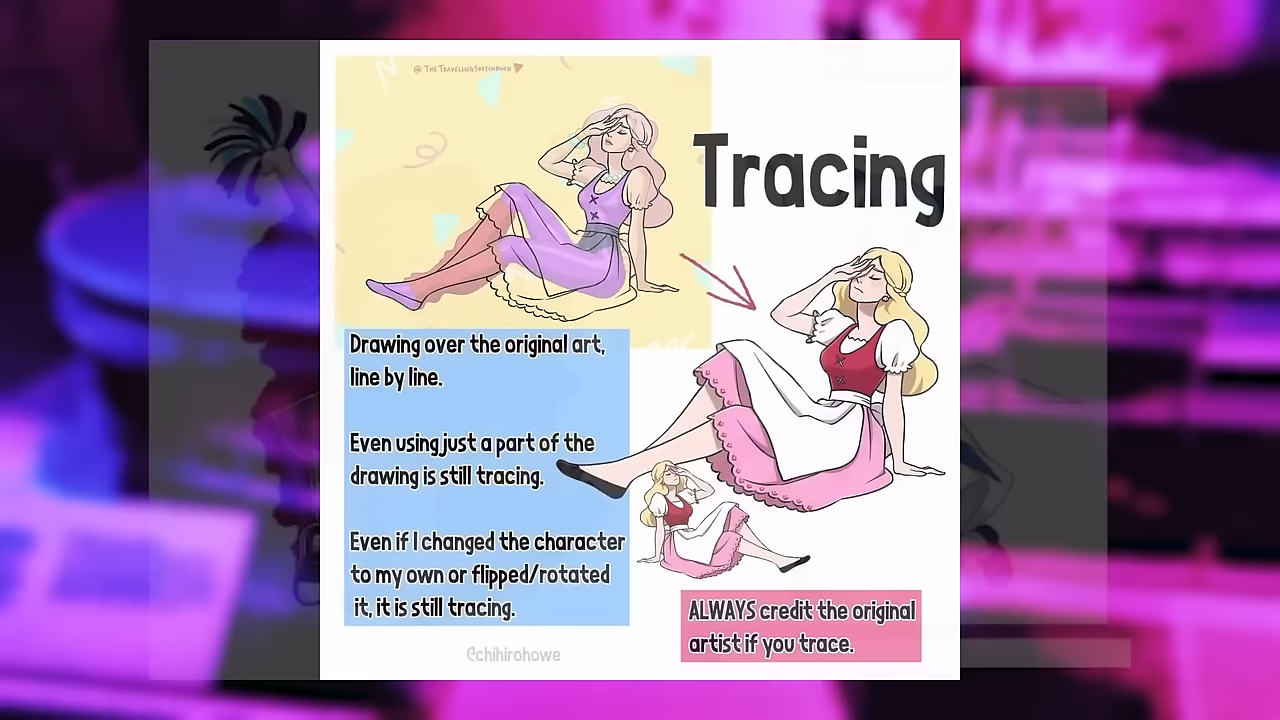 @ THETRAVELINGSKETCHBOOK
Tracing
Drawing over the original art,
line by line.
Even using just a part of the
drawing is still tracing.
Even if I changed the character
to my own or flipped/rotated
it, it is still tracing.
ALWAYS credit the original
artist if you trace.
@chihirohowe